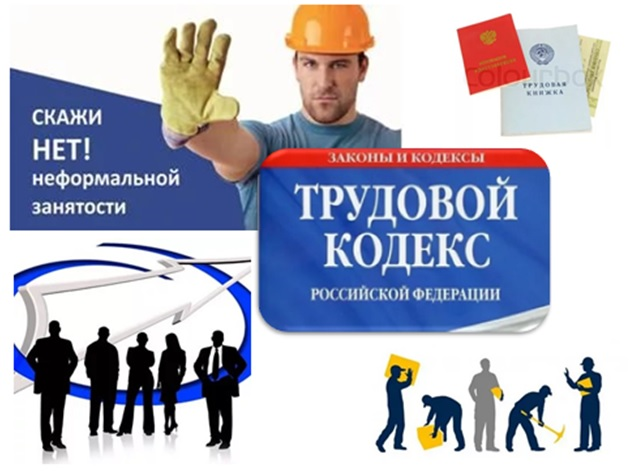 СКАЖИ
НЕТ!
неформальной
занятости
ЗАКОНЫ И КОДЕКСЫ
ТРУДОВОЙ
КОДЕКС
РОССИЙСКОЙ ФЕДЕРАЦИИ
ТРУДОВАЯ
КНИЖКА